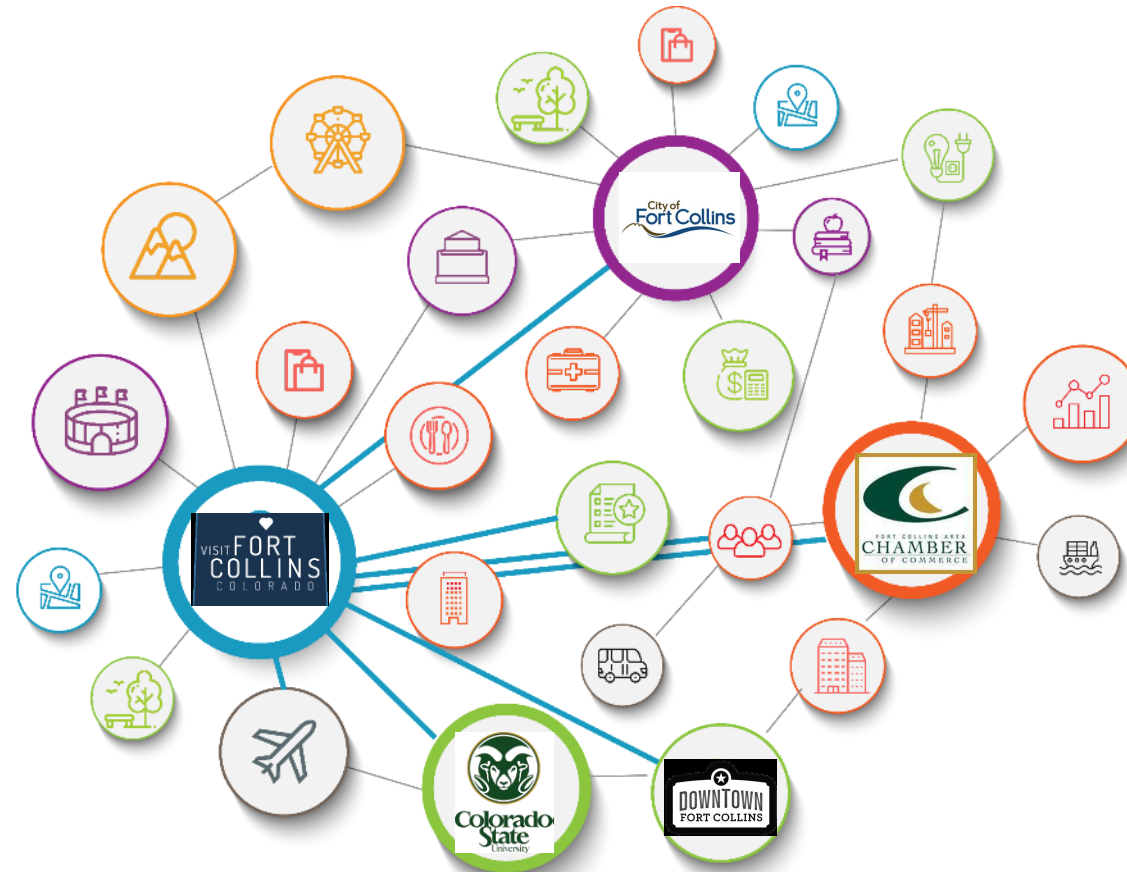 City of
Fort Collins
$
VISIT FORT
COLLINS
COLORADO
FORT COLLINS AREA
CHAMBER
OF COMMERCE
Colorado
State
University
DOWNTOWN
FORT COLLINS